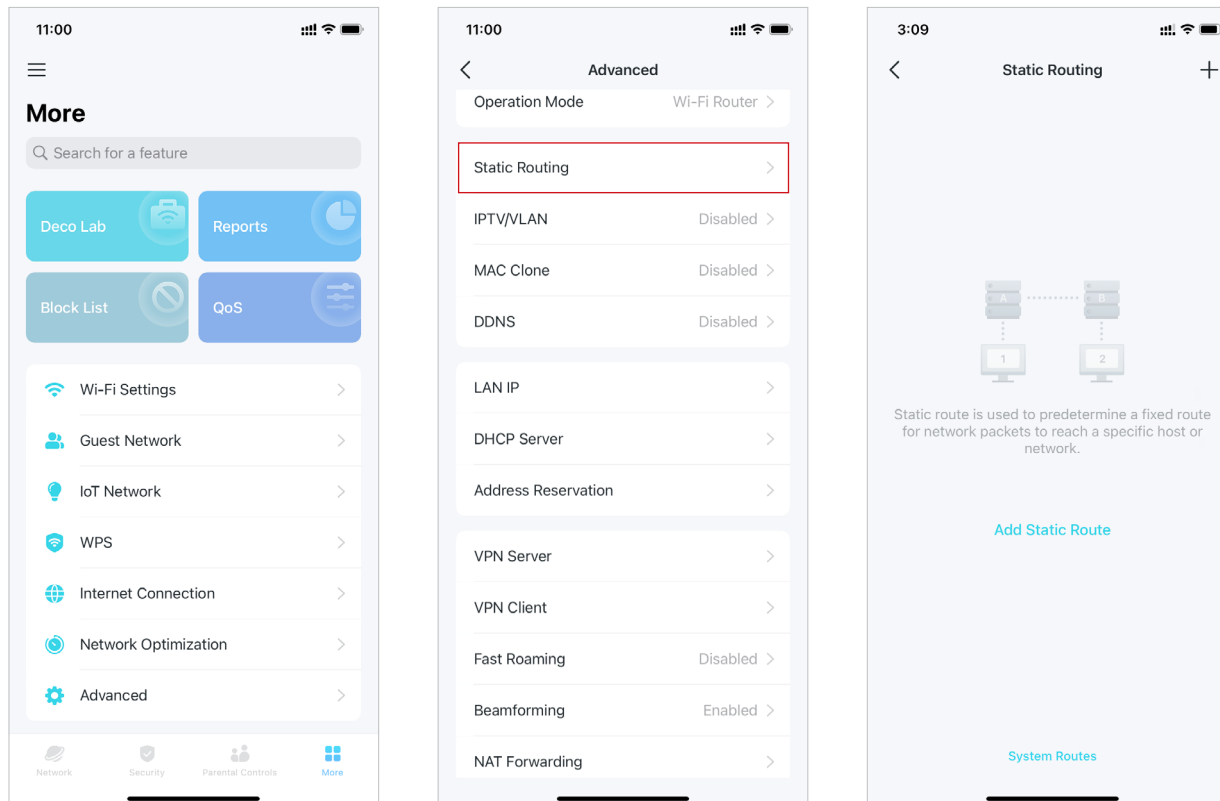 11:00
More
Search for a feature
Deco Lab
Reports
Block List
QoS
Wi-Fi Settings
Guest Network
IoT Network
WPS
Internet Connection
Network Optimization
Advanced
Network
Security
Parental Controls
More
11:00
Advanced
Operation Mode Wi-Fi Router
Static Routing
IPTV/VLAN Disabled
MAC Clone Disabled
DDNS Disabled
LAN IP
DHCP Server
Address Reservation
VPN Server
VPN Client
Fast Roaming Disabled
Beamforming Enabled
NAT Forwarding
3:09
Static Routing
A
B
1
2
Static route is used to predetermine a fixed route
for network packets to reach a specific host or
network.
Add Static Route
System Routes